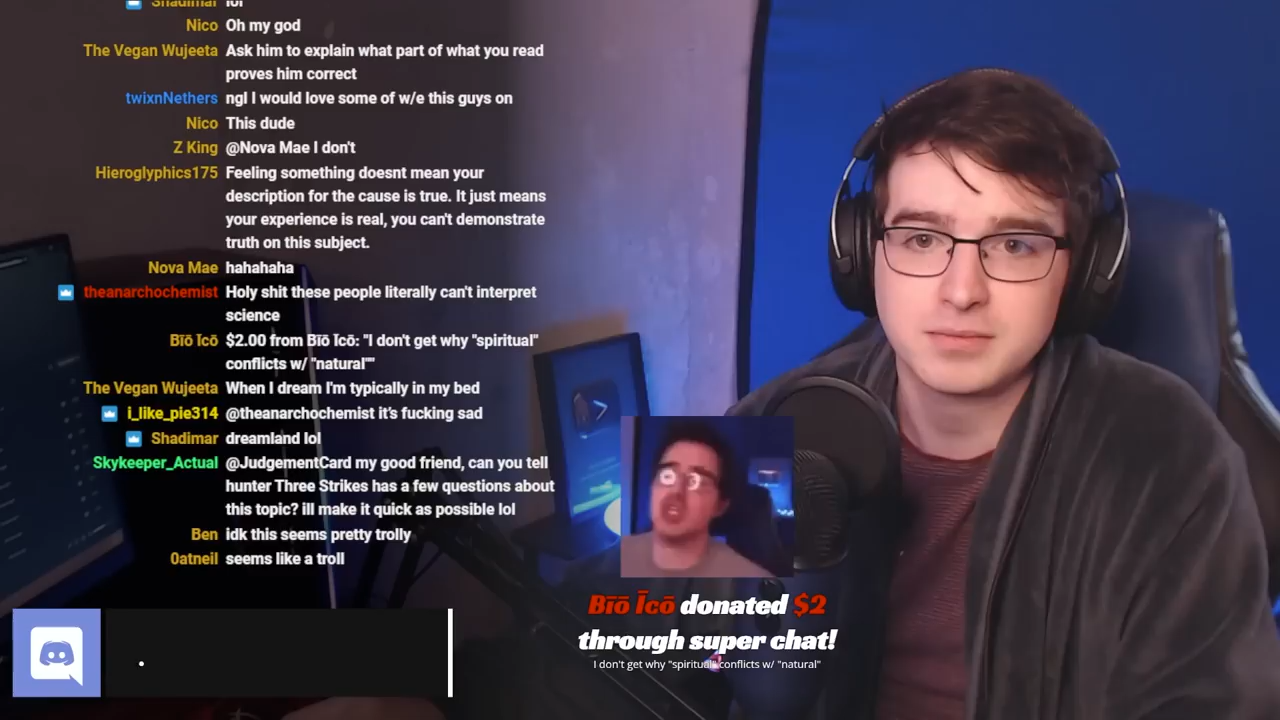 Shadimar lol
Nico Oh my god
The Vegan Wujeeta Ask him to explain what part of what you read
proves him correct
twixnNethers ngl I would love some of w/e this guys on
Nico This dude
Z King @Nova Mae I don't
Hieroglyphics175 Feeling something doesnt mean your
description for the cause is true. It just means
your experience is real, you can't demonstrate
truth on this subject.
Nova Mae hahahaha
theanarchochemist Holy shit these people literally can't interpret
science
Bīō Īcō $2.00 from Bīō Īcō: "I don't get why "spiritual"
conflicts w/ "natural""
The Vegan Wujeeta When I dream I'm typically in my bed
i_like_pie314 @theanarchochemist it's fucking sad
Shadimar dreamland lol
Skykeeper_Actual @JudgementCard my good friend, can you tell
hunter Three Strikes has a few questions about
this topic? ill make it quick as possible lol
Ben idk this seems pretty trolly
0atneil seems like a troll
.
Bīō Īcō donated $2
through super chat!
I don't get why "spiritual" conflicts w/ "natural"